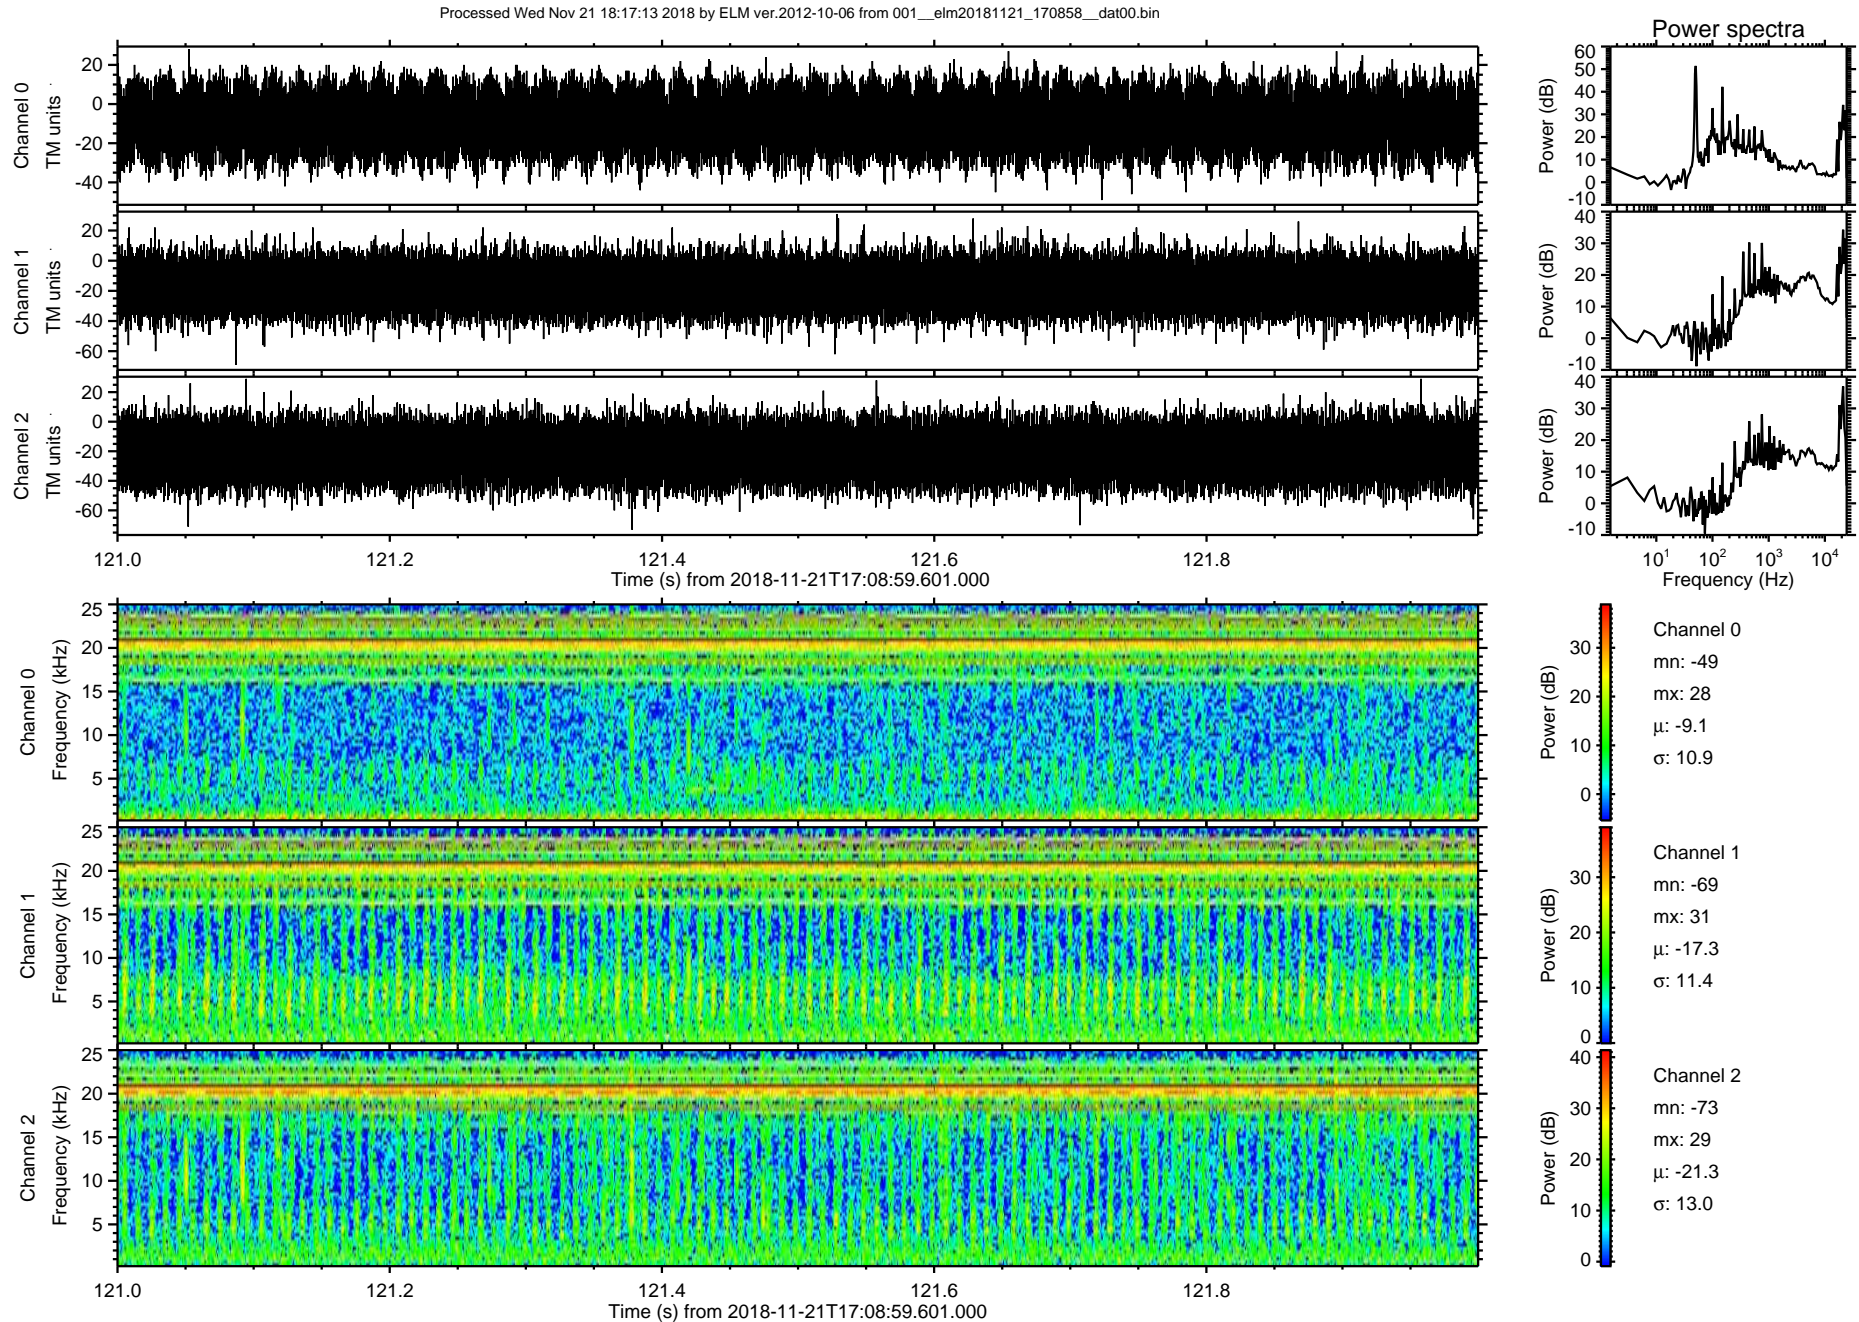 Processed Wed Nov 21 18:17:13 2018 by ELM ver.2012-10-06 from 001__elm20181121_170858__dat00.bin
Power spectra
Channel 0
TM units
20
0
-20
-40
Power (dB)
60
50
40
30
20
10
0
-10
Channel 1
TM units
20
0
-20
-40
-60
Power (dB)
40
30
20
10
0
-10
Channel 2
TM units
20
0
-20
-40
-60
Power (dB)
40
30
20
10
0
-10
121.0 121.2 121.4 121.6 121.8
Time (s) from 2018-11-21T17:08:59.601.000
10¹ 10² 10³ 10⁴
Frequency (Hz)
Channel 0
Frequency (kHz)
25
20
15
10
5
Power (dB)
30
20
10
0
Channel 0
mn: -49
mx: 28
μ: -9.1
σ: 10.9
Channel 1
Frequency (kHz)
25
20
15
10
5
Power (dB)
30
20
10
0
Channel 1
mn: -69
mx: 31
μ: -17.3
σ: 11.4
Channel 2
Frequency (kHz)
25
20
15
10
5
Power (dB)
40
30
20
10
0
Channel 2
mn: -73
mx: 29
μ: -21.3
σ: 13.0
121.0 121.2 121.4 121.6 121.8
Time (s) from 2018-11-21T17:08:59.601.000